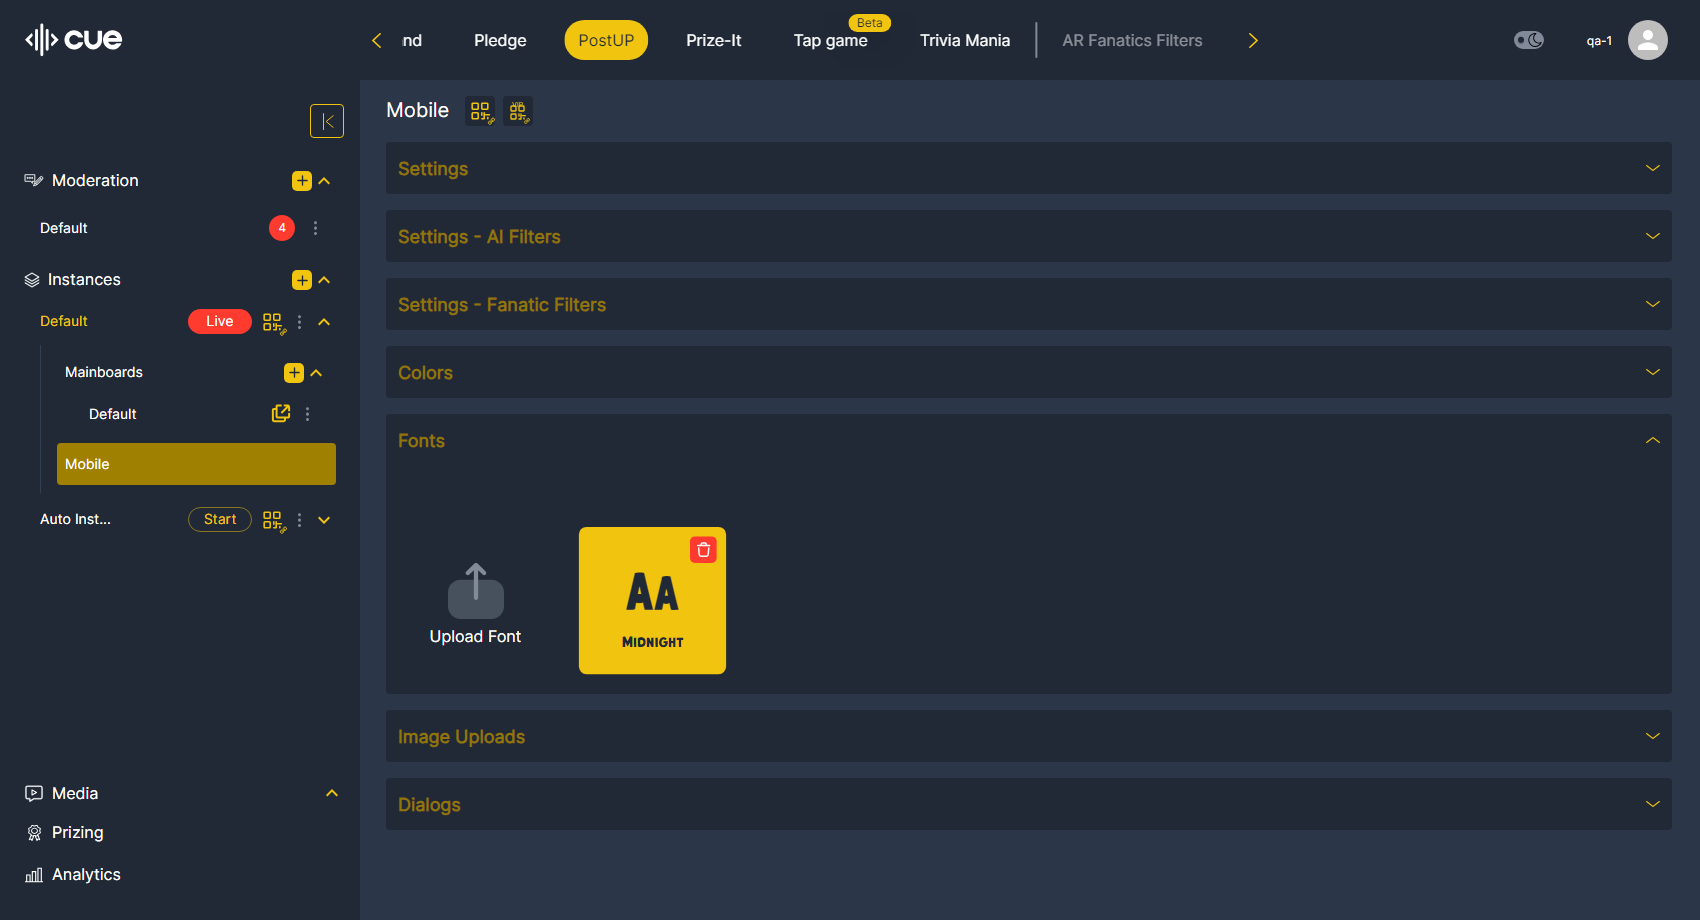 cue
nd
Pledge
PostUP
Prize-It
Beta
Tap game
Trivia Mania
AR Fanatics Filters
qa-1
Moderation
Default
4
Instances
Default
Live
Mainboards
Default
Mobile
Auto Inst...
Start
Media
Prizing
Analytics
Mobile
Settings
Settings - AI Filters
Settings - Fanatic Filters
Colors
Fonts
Upload Font
AA
MIDNIGHT
Image Uploads
Dialogs